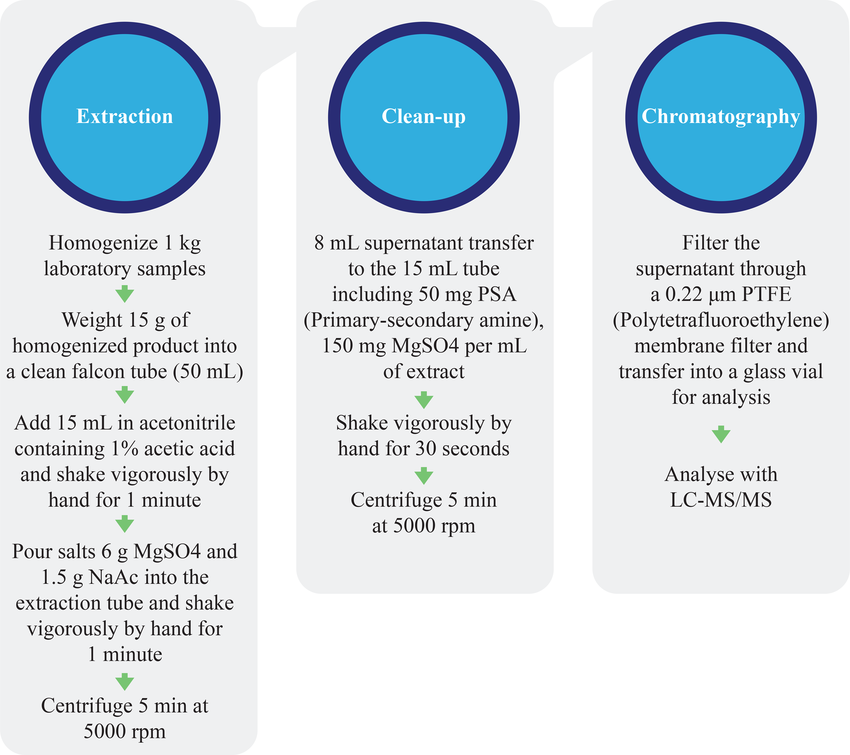 Extraction
Homogenize 1 kg
laboratory samples
Weight 15 g of
homogenized product into
a clean falcon tube (50 mL)
Add 15 mL in acetonitrile
containing 1% acetic acid
and shake vigorously by
hand for 1 minute
Pour salts 6 g MgSO4 and
1.5 g NaAc into the
extraction tube and shake
vigorously by hand for
1 minute
Centrifuge 5 min at
5000 rpm
Clean-up
8 mL supernatant transfer
to the 15 mL tube
including 50 mg PSA
(Primary-secondary amine),
150 mg MgSO4 per mL
of extract
Shake vigorously by
hand for 30 seconds
Centrifuge 5 min
at 5000 rpm
Chromatography
Filter the
supernatant through
a 0.22 μm PTFE
(Polytetrafluoroethylene)
membrane filter and
transfer into a glass vial
for analysis
Analyse with
LC-MS/MS